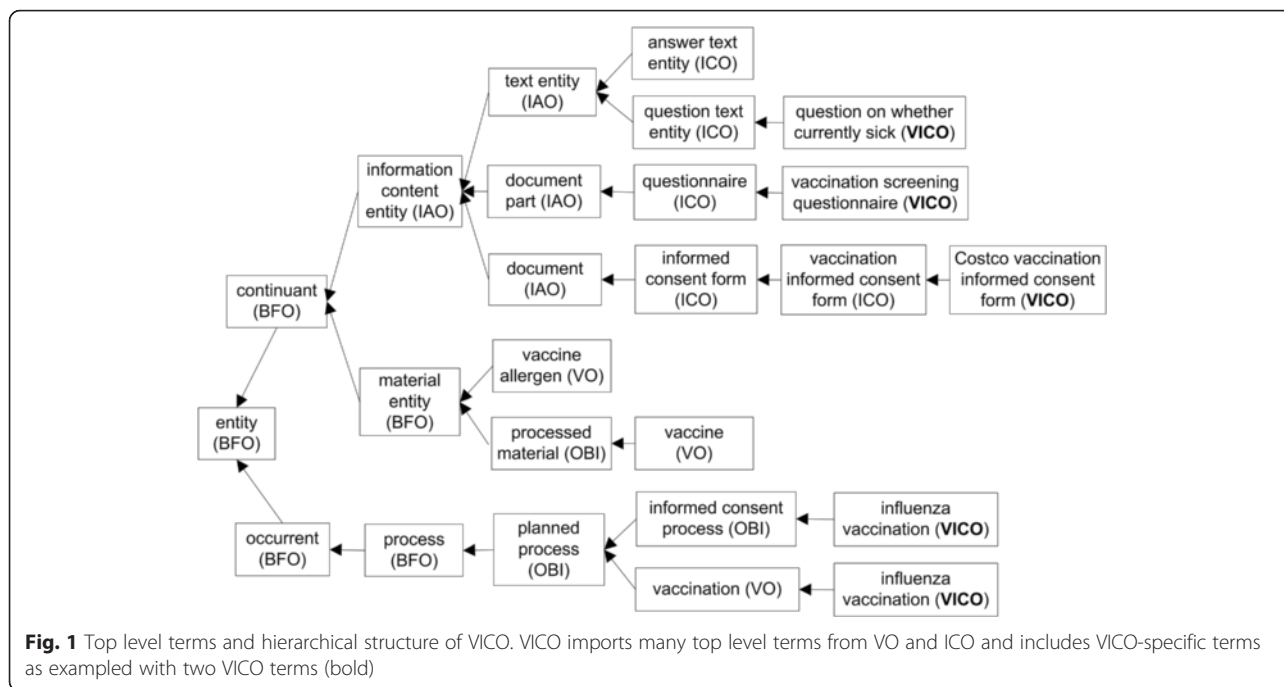 answer text
entity (ICO)
text entity
(IAO)
question text
entity (ICO)
question on whether
currently sick (VICO)
information
content
entity (IAO)
document
part (IAO)
questionnaire
(ICO)
vaccination screening
questionnaire (VICO)
document
(IAO)
informed
consent form
(ICO)
vaccination
informed consent
form (ICO)
Costco vaccination
informed consent
form (VICO)
continuant
(BFO)
vaccine
allergen (VO)
material
entity
(BFO)
processed
material (OBI)
vaccine
(VO)
entity
(BFO)
occurrent
(BFO)
process
(BFO)
planned
process
(OBI)
informed consent
process (OBI)
influenza
vaccination (VICO)
vaccination (VO)
influenza
vaccination (VICO)
Fig. 1 Top level terms and hierarchical structure of VICO. VICO imports many top level terms from VO and ICO and includes VICO-specific terms
as exampled with two VICO terms (bold)